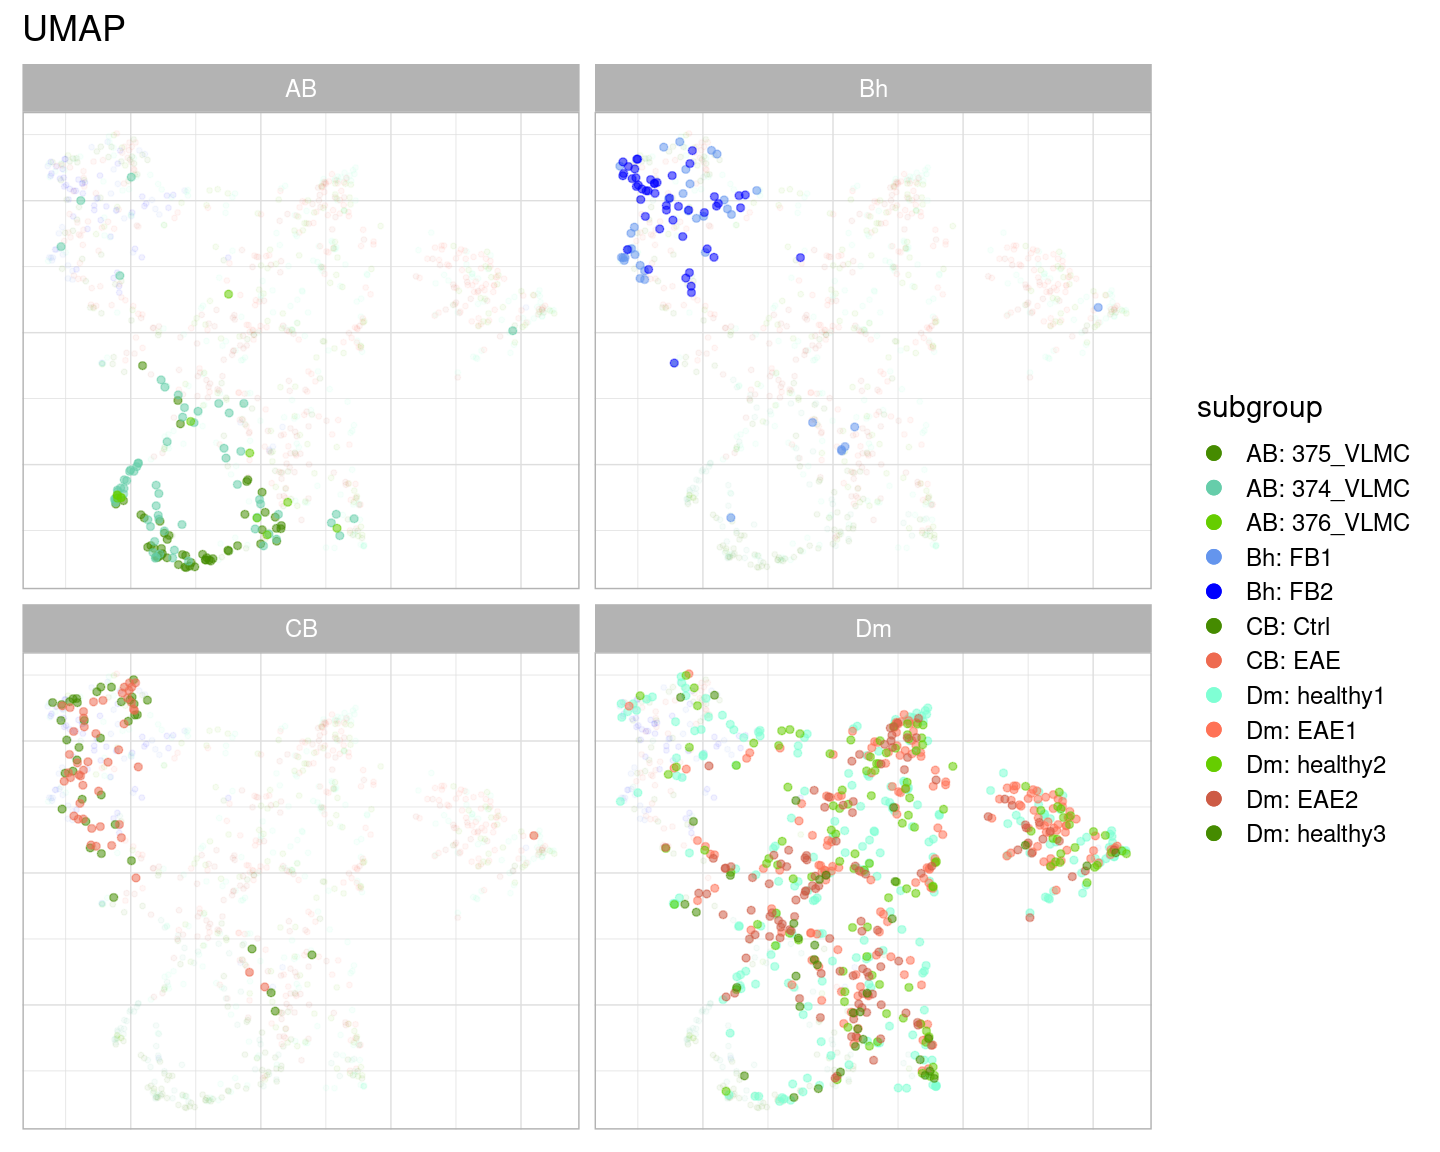 UMAP
AB
Bh
CB
Dm
subgroup
AB: 375_VLMC
AB: 374_VLMC
AB: 376_VLMC
Bh: FB1
Bh: FB2
CB: Ctrl
CB: EAE
Dm: healthy1
Dm: EAE1
Dm: healthy2
Dm: EAE2
Dm: healthy3